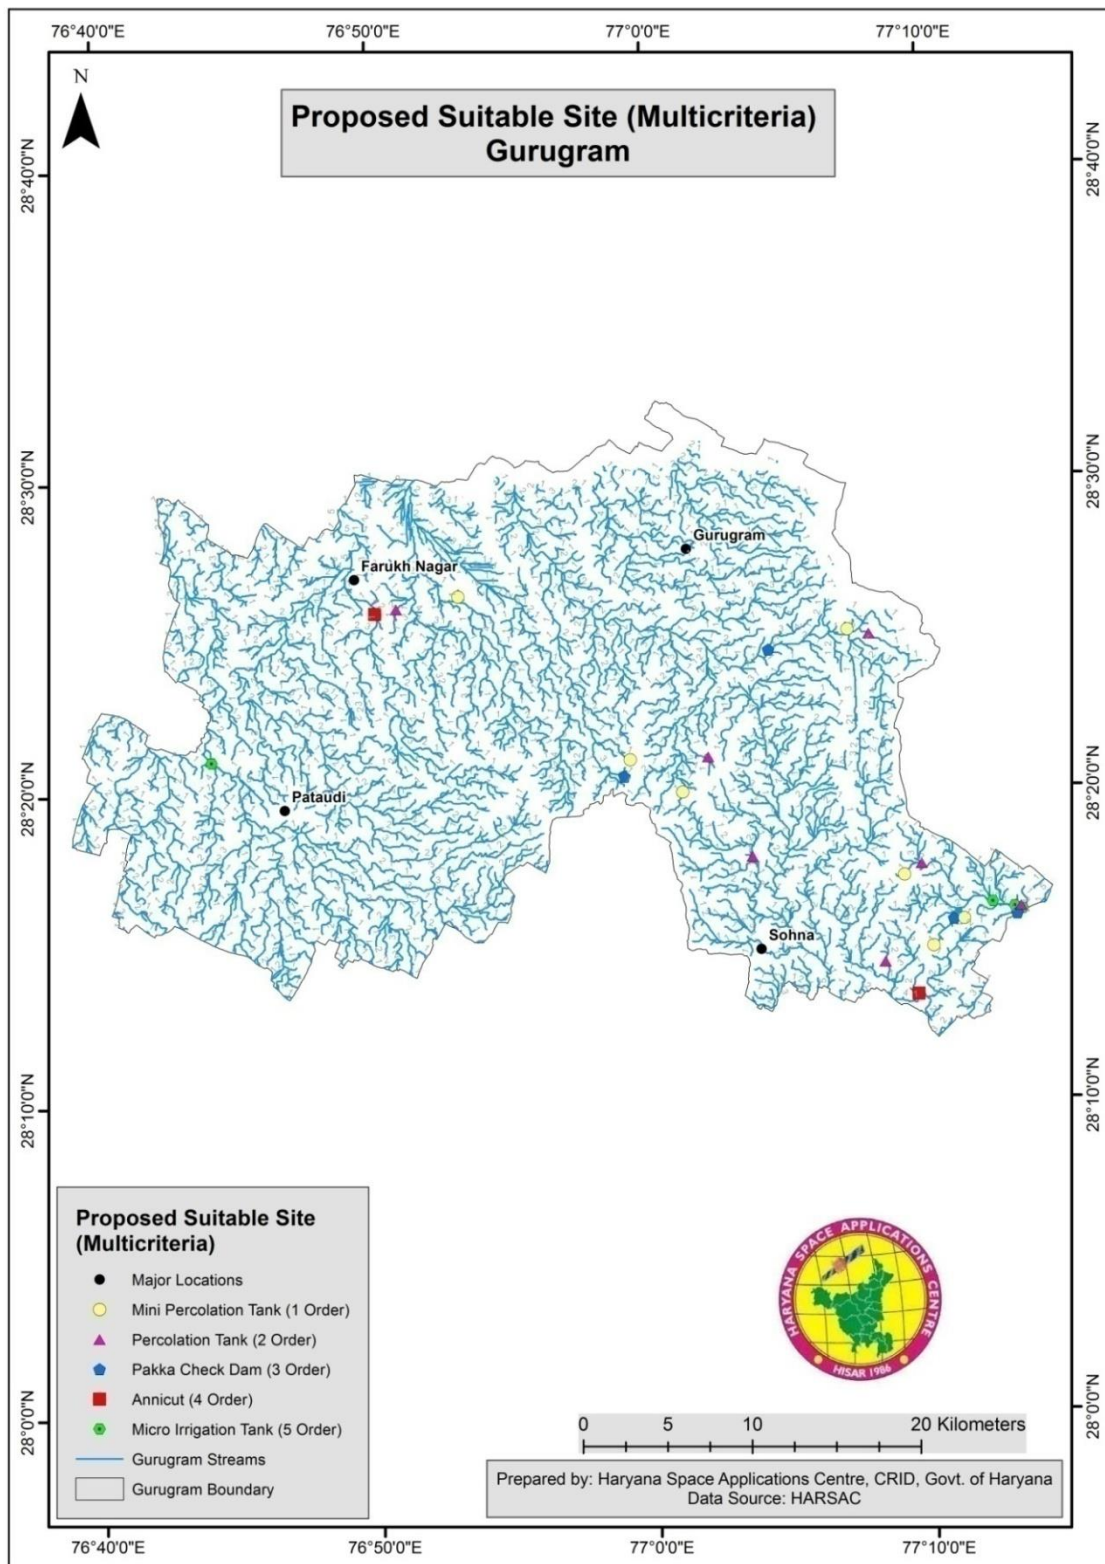 76°40'0"E 76°50'0"E 77°0'0"E 77°10'0"E
N
Proposed Suitable Site (Multicriteria)
Gurugram
28°40'0"N 28°40'0"N
28°30'0"N 28°30'0"N
Gurugram
Farukh Nagar
28°20'0"N 28°20'0"N
Pataudi
Sohna
28°10'0"N 28°10'0"N
Proposed Suitable Site
(Multicriteria)
Major Locations
Mini Percolation Tank (1 Order)
Percolation Tank (2 Order)
Pakka Check Dam (3 Order)
Annicut (4 Order)
Micro Irrigation Tank (5 Order)
Gurugram Streams
Gurugram Boundary
HARYANA SPACE APPLICATIONS CENTRE
HISAR 1986
28°0'0"N 28°0'0"N
0 5 10 20 Kilometers
Prepared by: Haryana Space Applications Centre, CRID, Govt. of Haryana
Data Source: HARSAC
76°40'0"E 76°50'0"E 77°0'0"E 77°10'0"E